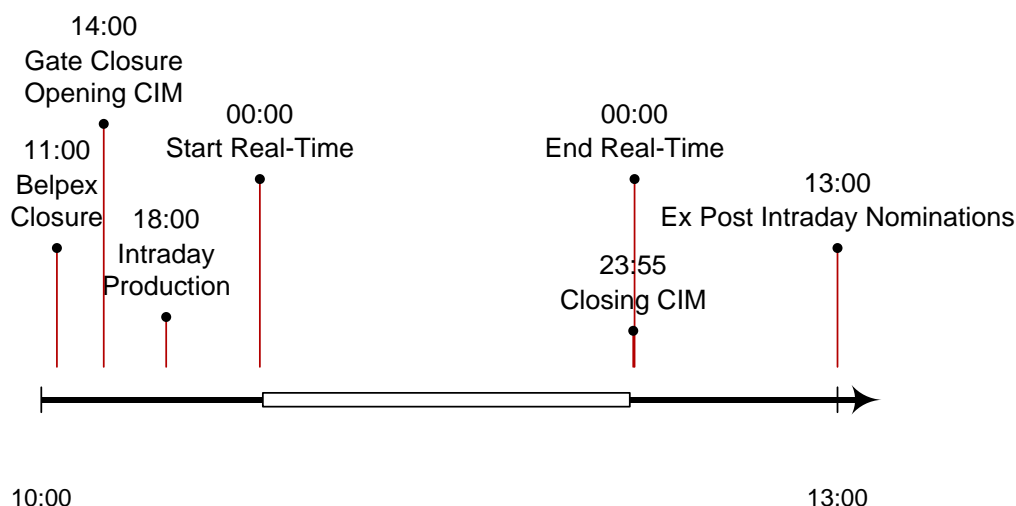 14:00
Gate Closure
Opening CIM
11:00
Belpex
Closure
18:00
Intraday
Production
00:00
Start Real-Time
00:00
End Real-Time
23:55
Closing CIM
13:00
Ex Post Intraday Nominations
10:00
13:00